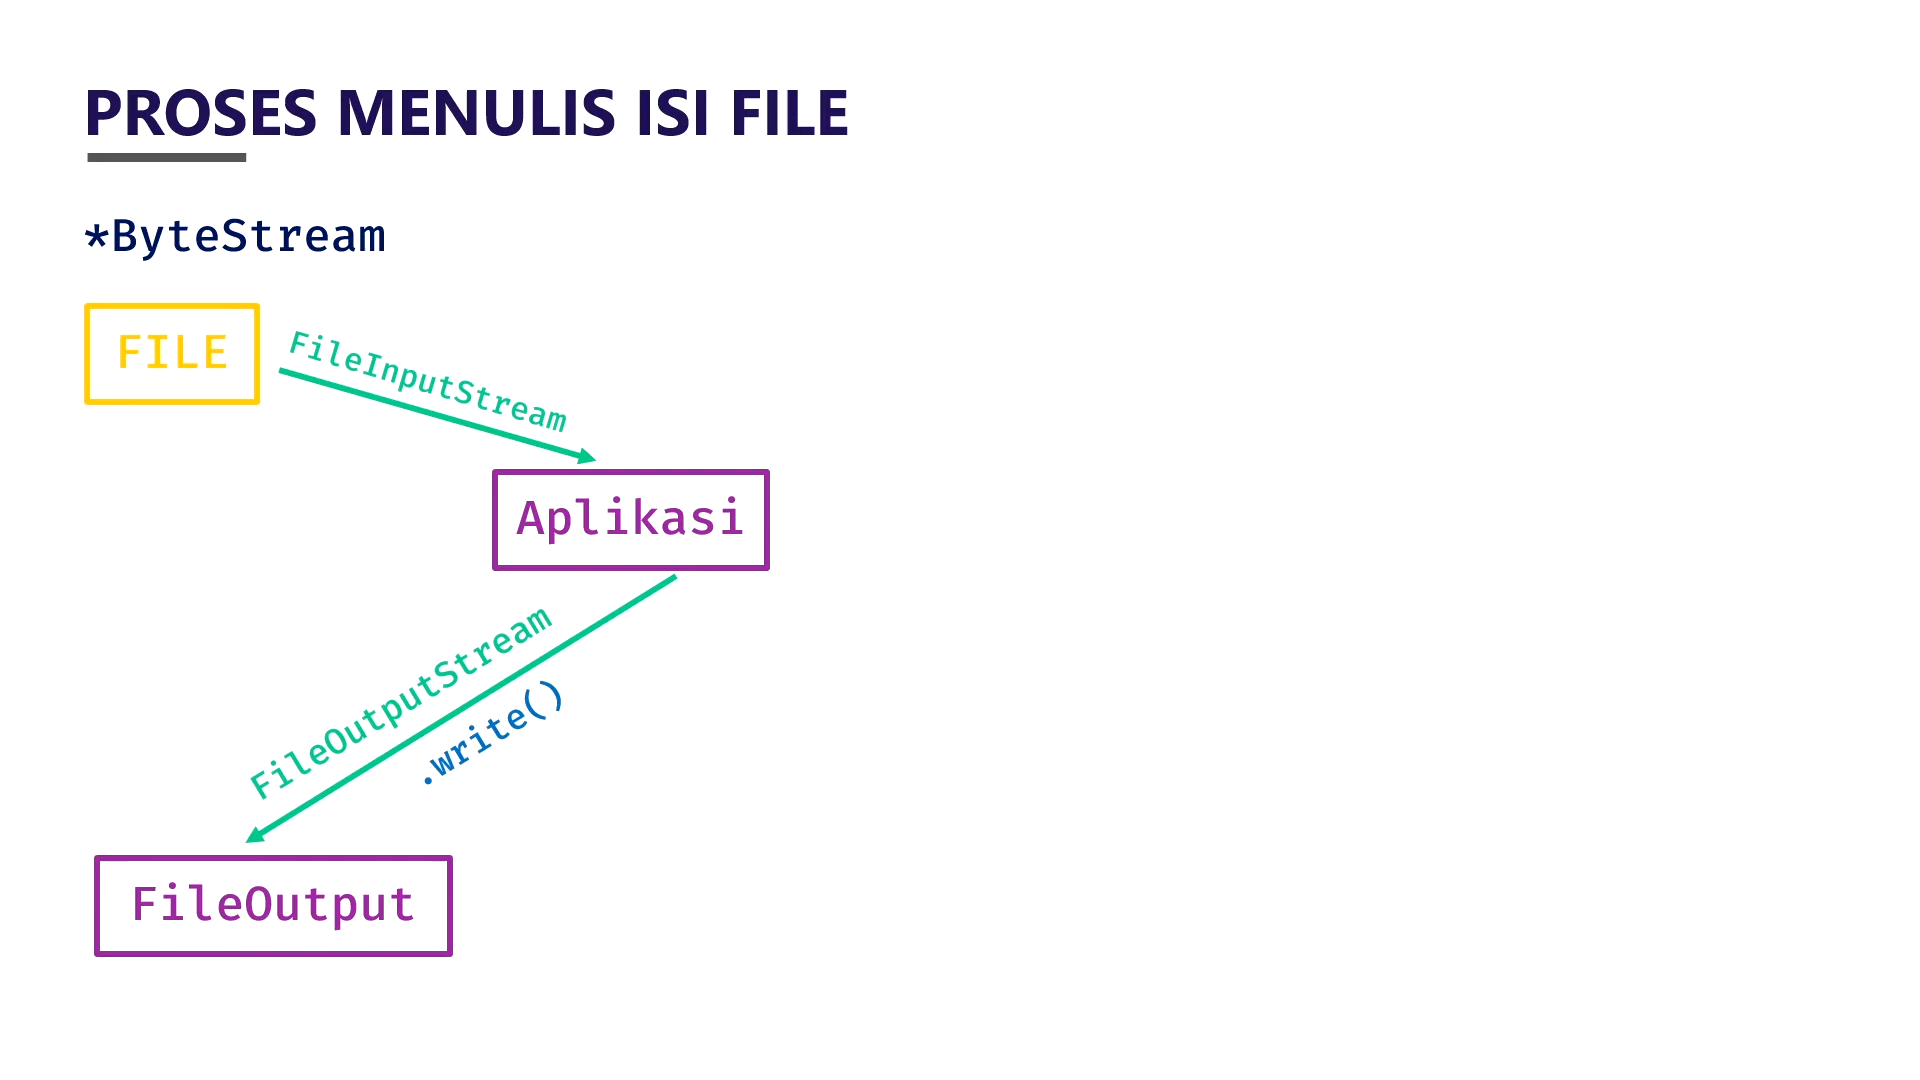 PROSES MENULIS ISI FILE
*ByteStream
FILE
FileInputStream
Aplikasi
FileOutputStream
.write()
FileOutput